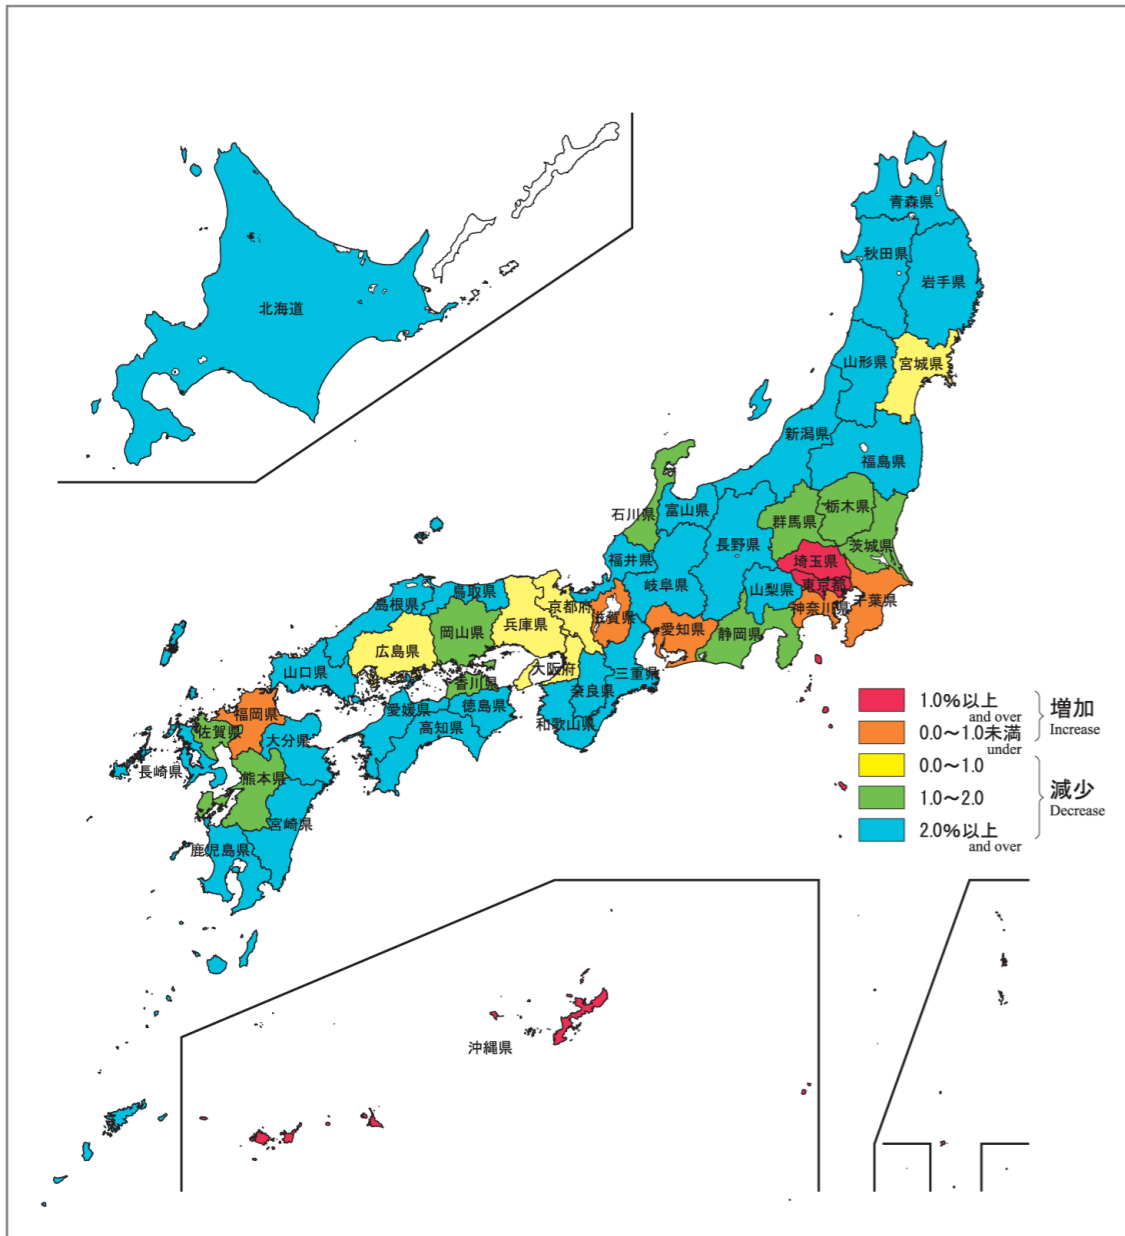 北海道
青森県
秋田県
岩手県
山形県
宮城県
新潟県
福島県
石川県
富山県
群馬県
栃木県
茨城県
長野県
埼玉県
福井県
岐阜県
山梨県
東京都
千葉県
神奈川県
鳥取県
島根県
京都府
滋賀県
兵庫県
岡山県
愛知県
静岡県
広島県
大阪府
三重県
山口県
香川県
奈良県
徳島県
愛媛県
和歌山県
高知県
福岡県
佐賀県
大分県
長崎県
熊本県
宮崎県
鹿児島県
沖縄県
1.0%以上
and over
0.0〜1.0未満
under
増加
Increase
0.0〜1.0
1.0〜2.0
2.0%以上
and over
減少
Decrease